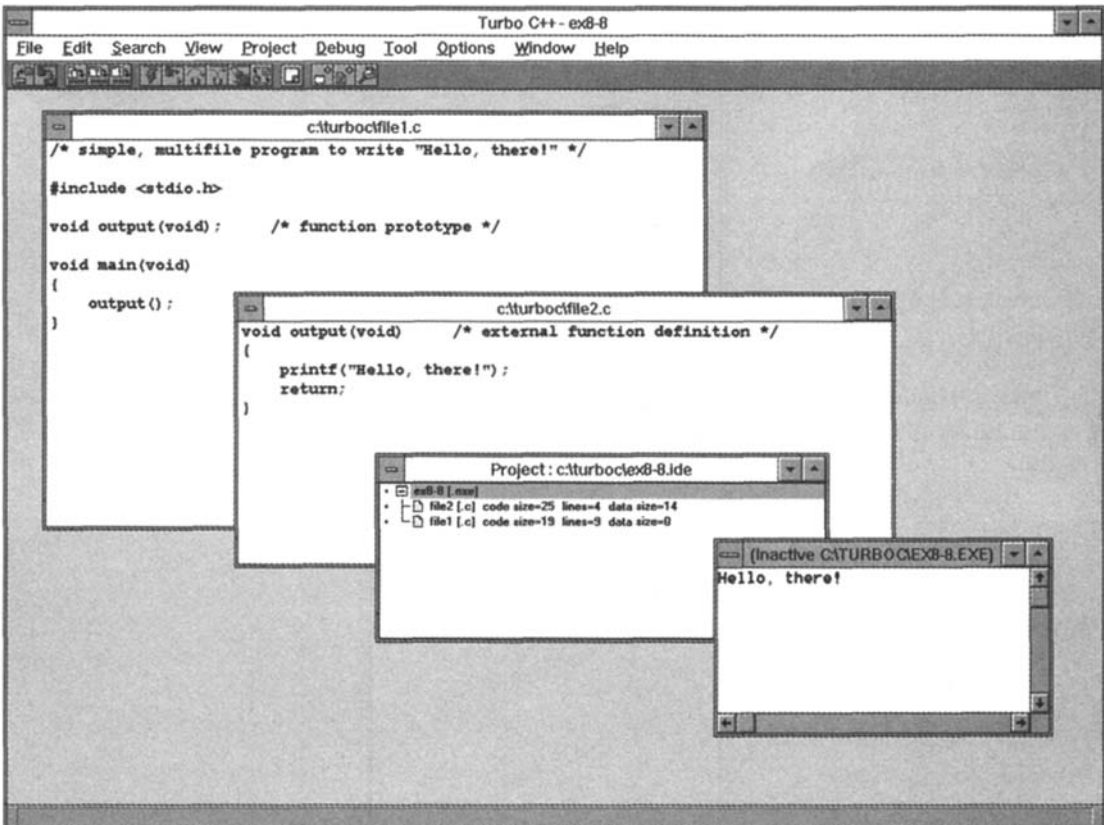 Turbo C++ - ex8-8
File Edit Search View Project Debug Tool Options Window Help
c:\turboc\file1.c
/* simple, multifile program to write "Hello, there!" */
#include <stdio.h>
void output(void);     /* function prototype */
void main(void)
{
    output();
}
c:\turboc\file2.c
void output(void)     /* external function definition */
{
    printf("Hello, there!");
    return;
}
Project : c:\turboc\ex8-8.ide
ex8-8 [.exe]
file2 [.c] code size=25 lines=4 data size=14
file1 [.c] code size=19 lines=9 data size=0
(Inactive C:\TURBOC\EX8-8.EXE)
Hello, there!